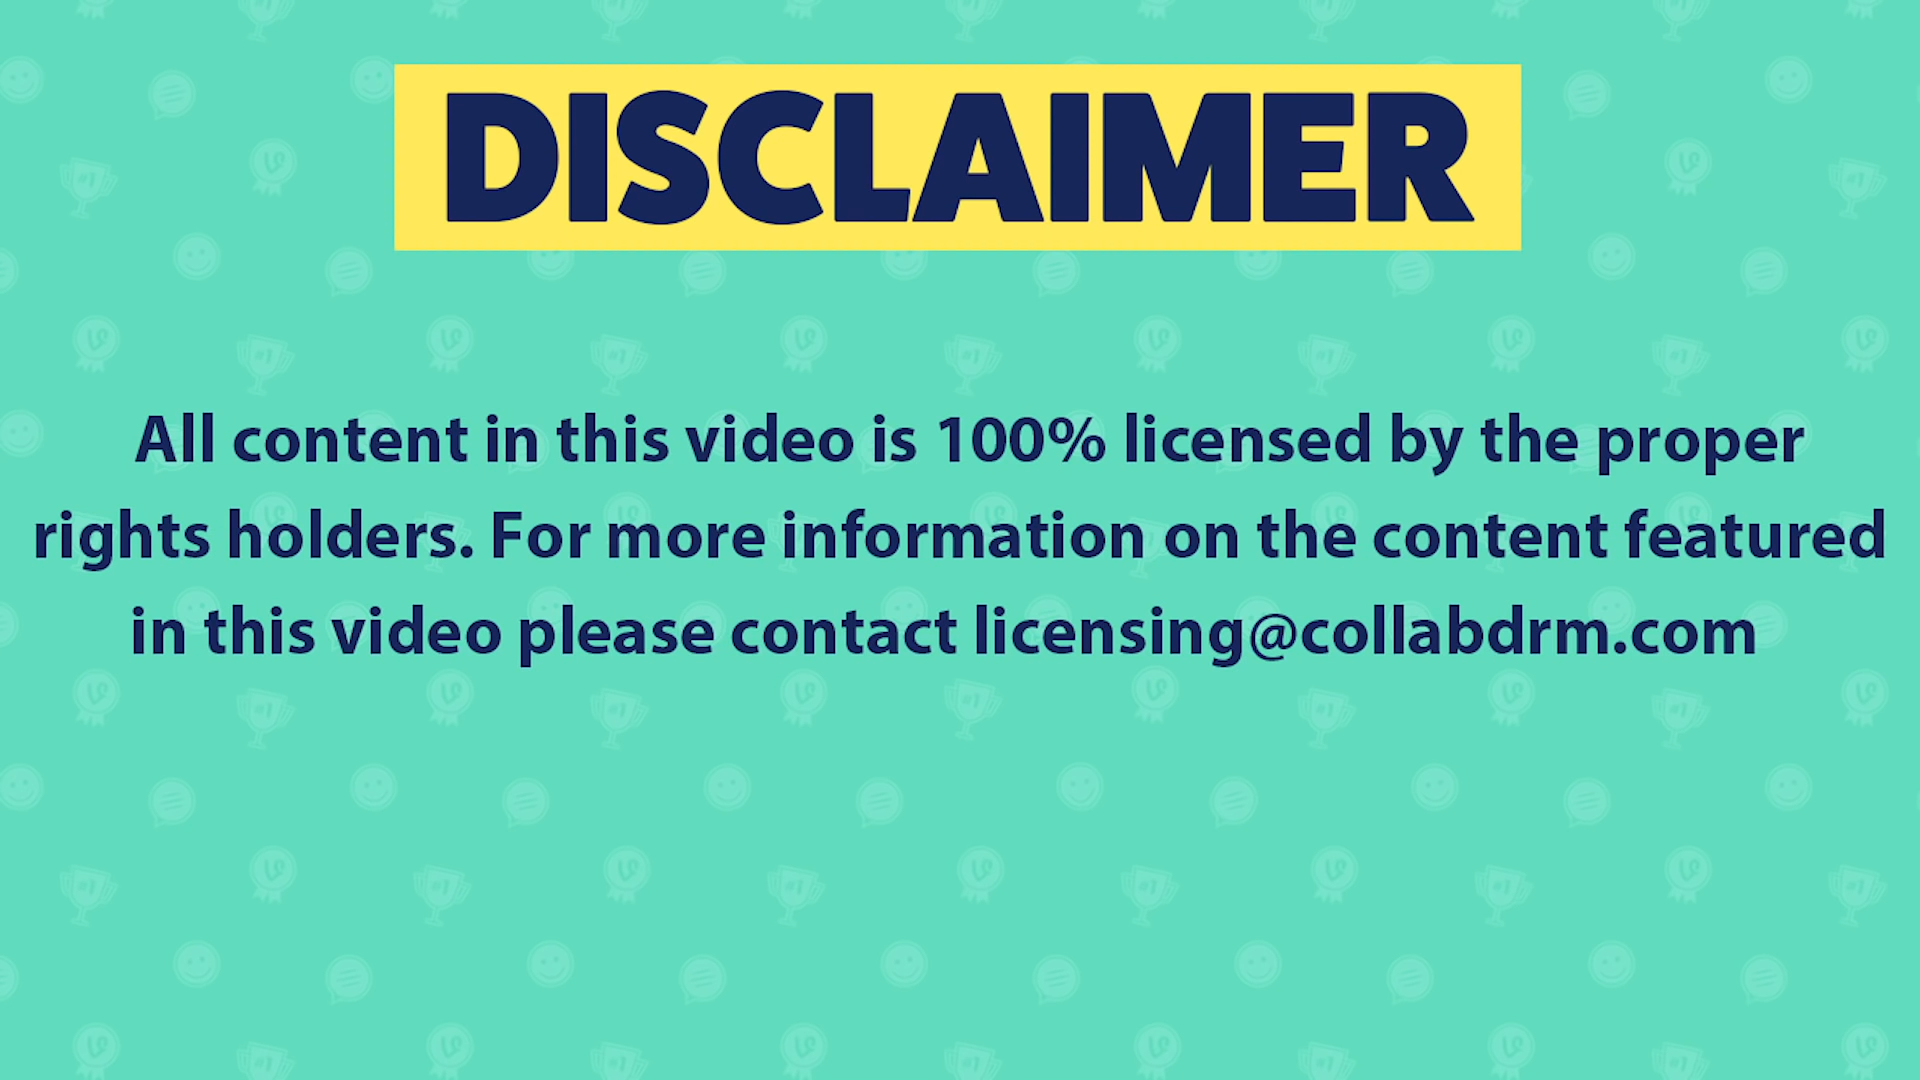 DISCLAIMER
All content in this video is 100% licensed by the proper
rights holders. For more information on the content featured
in this video please contact licensing@collabdrm.com